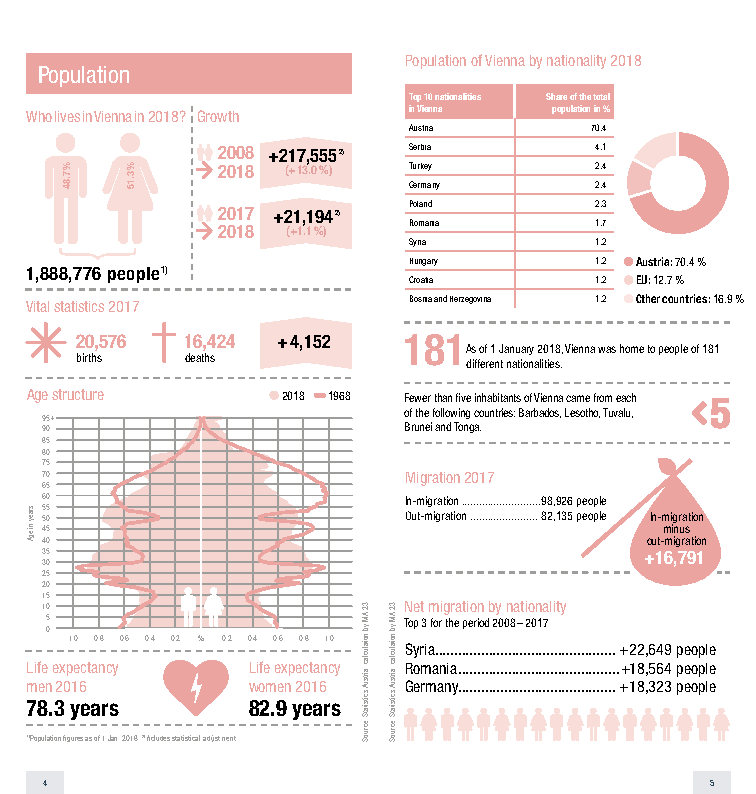 Population
Who lives in Vienna in 2018?
48.7%
51.3%
1,888,776 people 1)
Growth
2008
2018
+217,555 2)
(+13.0 %)
2017
2018
+21,194 2)
(+1.1 %)
Vital statistics 2017
20,576
births
16,424
deaths
+4,152
Age structure
2018
1968
Age in years
95+
90
85
80
75
70
65
60
55
50
45
40
35
30
25
20
15
10
5
0
1.0 0.8 0.6 0.4 0.2 % 0.2 0.4 0.6 0.8 1.0
Life expectancy
men 2016
78.3 years
Life expectancy
women 2016
82.9 years
1) Population figures as of 1 Jan. 2018 2) Includes statistical adjustment
Source: Statistics Austria, calculation by MA 23
4
Population of Vienna by nationality 2018
Top 10 nationalities in Vienna Share of the total population in %
Austria 70.4
Serbia 4.1
Turkey 2.4
Germany 2.4
Poland 2.3
Romania 1.7
Syria 1.2
Hungary 1.2
Croatia 1.2
Bosnia and Herzegovina 1.2
Austria: 70.4 %
EU: 12.7 %
Other countries: 16.9 %
181
As of 1 January 2018, Vienna was home to people of 181
different nationalities.
Fewer than five inhabitants of Vienna came from each
of the following countries: Barbados, Lesotho, Tuvalu,
Brunei and Tonga.
<5
Migration 2017
In-migration ...........................98,926 people
Out-migration ....................... 82,135 people
In-migration
minus
out-migration
+16,791
Net migration by nationality
Top 3 for the period 2008–2017
Syria................................................ +22,649 people
Romania...........................................+18,564 people
Germany.......................................... +18,323 people
Source: Statistics Austria, calculation by MA 23
5